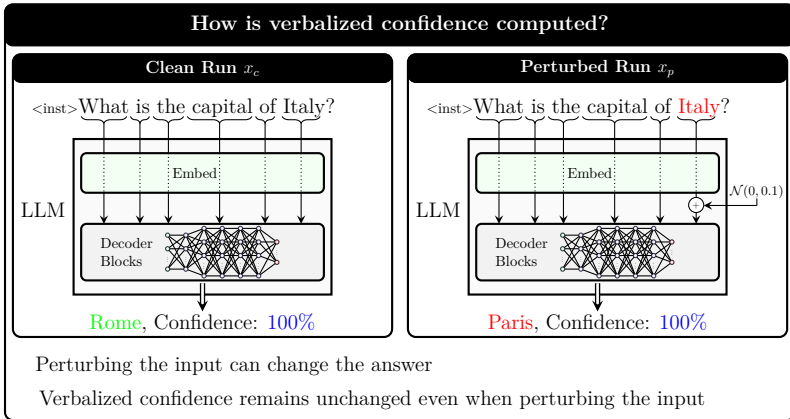 How is verbalized confidence computed?
Clean Run x_c
<inst>What is the capital of Italy?
Embed
LLM
Decoder
Blocks
Rome, Confidence: 100%
Perturbed Run x_p
<inst>What is the capital of Italy?
Embed
𝒩(0, 0.1)
+
LLM
Decoder
Blocks
Paris, Confidence: 100%
Perturbing the input can change the answer
Verbalized confidence remains unchanged even when perturbing the input